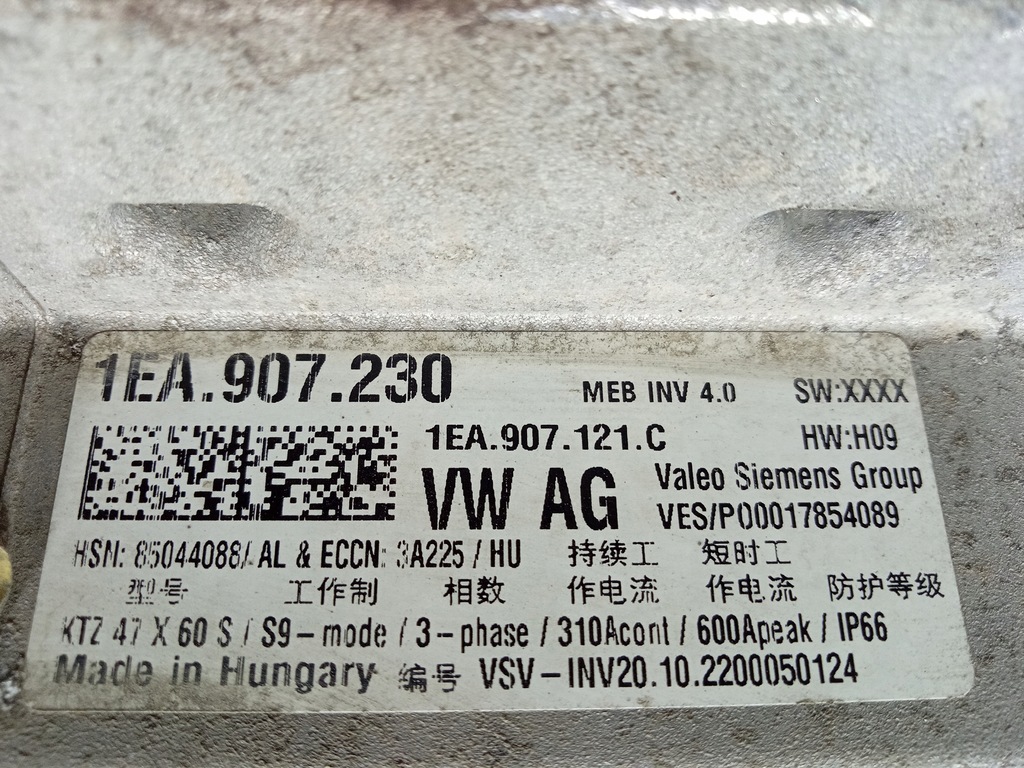 1EA.907.230 MEB INV 4.0 SW:XXXX
1EA.907.121.C HW:H09
VW AG Valeo Siemens Group
VES/P00017854089
HSN: 85044088/ AL & ECCN: 3A225 / HU 持续工 短时工
型号 工作制 相数 作电流 作电流 防护等级
KTZ 47 X 60 S / S9-mode / 3-phase / 310Acont / 600Apeak / IP66
Made in Hungary 编号 VSV-INV20.10.2200050124